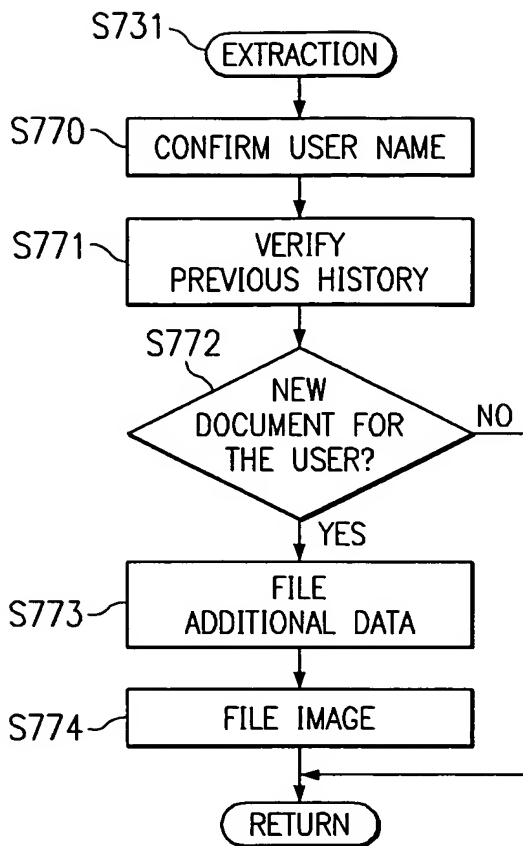 S731
EXTRACTION
S770
CONFIRM USER NAME
S771
VERIFY
PREVIOUS HISTORY
S772
NEW
DOCUMENT FOR
THE USER?
NO
YES
S773
FILE
ADDITIONAL DATA
S774
FILE IMAGE
RETURN